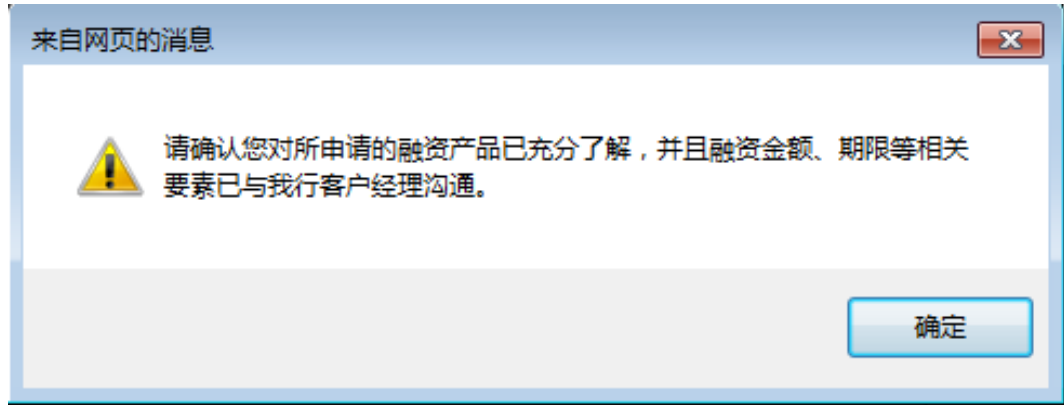 来自网页的消息
请确认您对所申请的融资产品已充分了解，并且融资金额、期限等相关
要素已与我行客户经理沟通。
确定